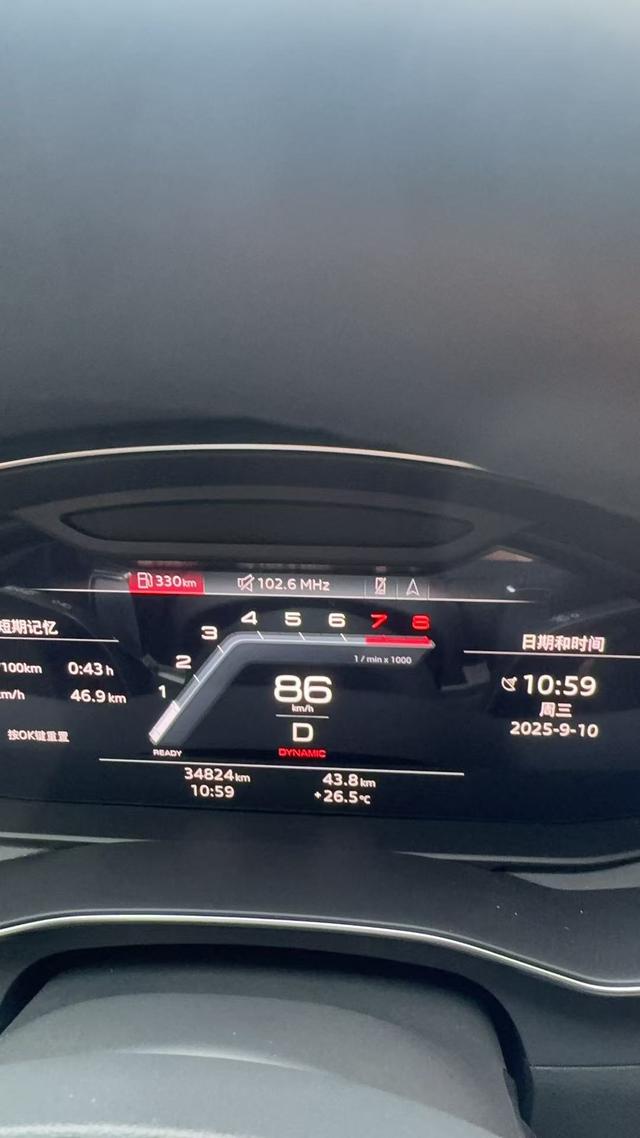 330km 102.6 MHz
短期记忆
/100km 0:43 h
km/h 46.9 km
按OK键重置
1 2 3 4 5 6 7 8
1 / min x 1000
86
km/h
D
DYNAMIC
READY
34824km 43.8km
10:59 +26.5°C
日期和时间
10:59
周三
2025-9-10